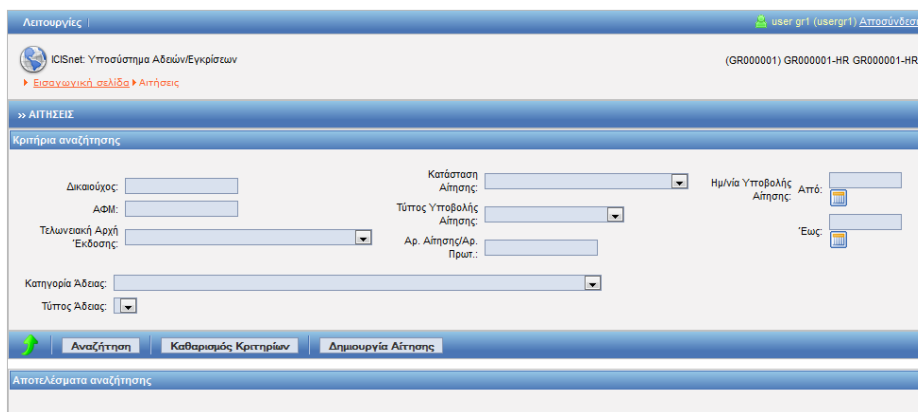 Λειτουργίες
user gr1 (usergr1) Αποσύνδεση
ICISnet: Υποσύστημα Αδειών/Εγκρίσεων
(GR000001) GR000001-HR GR000001-HR
Εισαγωγική σελίδα Αιτήσεις
» ΑΙΤΗΣΕΙΣ
Κριτήρια αναζήτησης
Δικαιούχος:
ΑΦΜ:
Τελωνειακή Αρχή
Έκδοσης:
Κατάσταση
Αίτησης:
Τύπος Υποβολής
Αίτησης:
Αρ. Αίτησης/Αρ.
Πρωτ.:
Ημ/νία Υποβολής
Αίτησης:
Από:
Έως:
Κατηγορία Άδειας:
Τύπος Άδειας:
Αναζήτηση
Καθαρισμός Κριτηρίων
Δημιουργία Αίτησης
Αποτελέσματα αναζήτησης